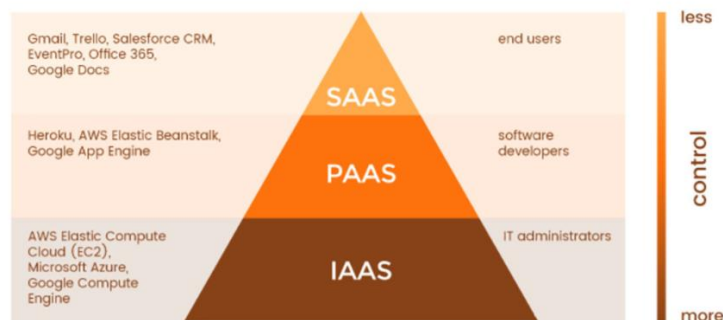 less
Gmail, Trello, Salesforce CRM,
EventPro, Office 365,
Google Docs
end users
SAAS
Heroku, AWS Elastic Beanstalk,
Google App Engine
software
developers
PAAS
control
AWS Elastic Compute
Cloud (EC2),
Microsoft Azure,
Google Compute
Engine
IT administrators
IAAS
more